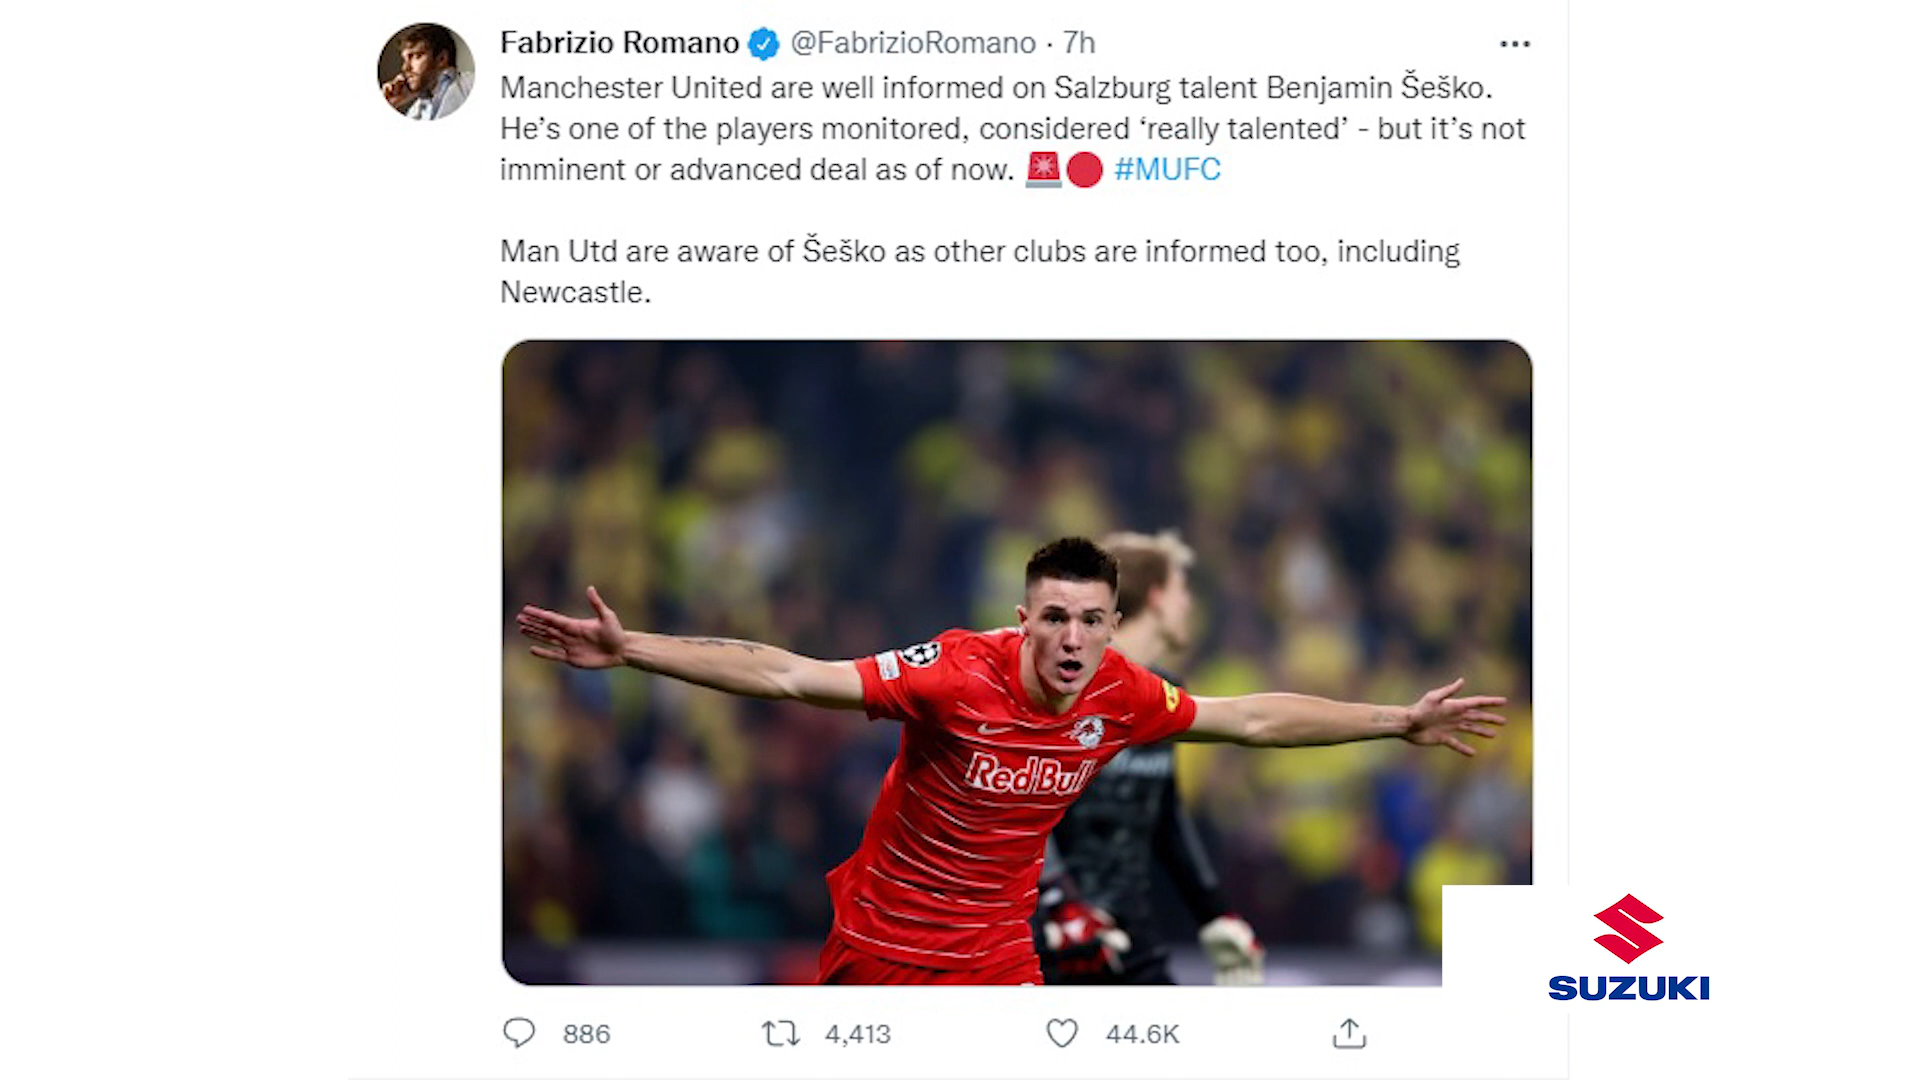 Fabrizio Romano @FabrizioRomano · 7h
Manchester United are well informed on Salzburg talent Benjamin Šeško.
He’s one of the players monitored, considered ‘really talented’ - but it’s not
imminent or advanced deal as of now. 🚨🔴 #MUFC
Man Utd are aware of Šeško as other clubs are informed too, including
Newcastle.
Red Bull
SUZUKI
886 4,413 44.6K